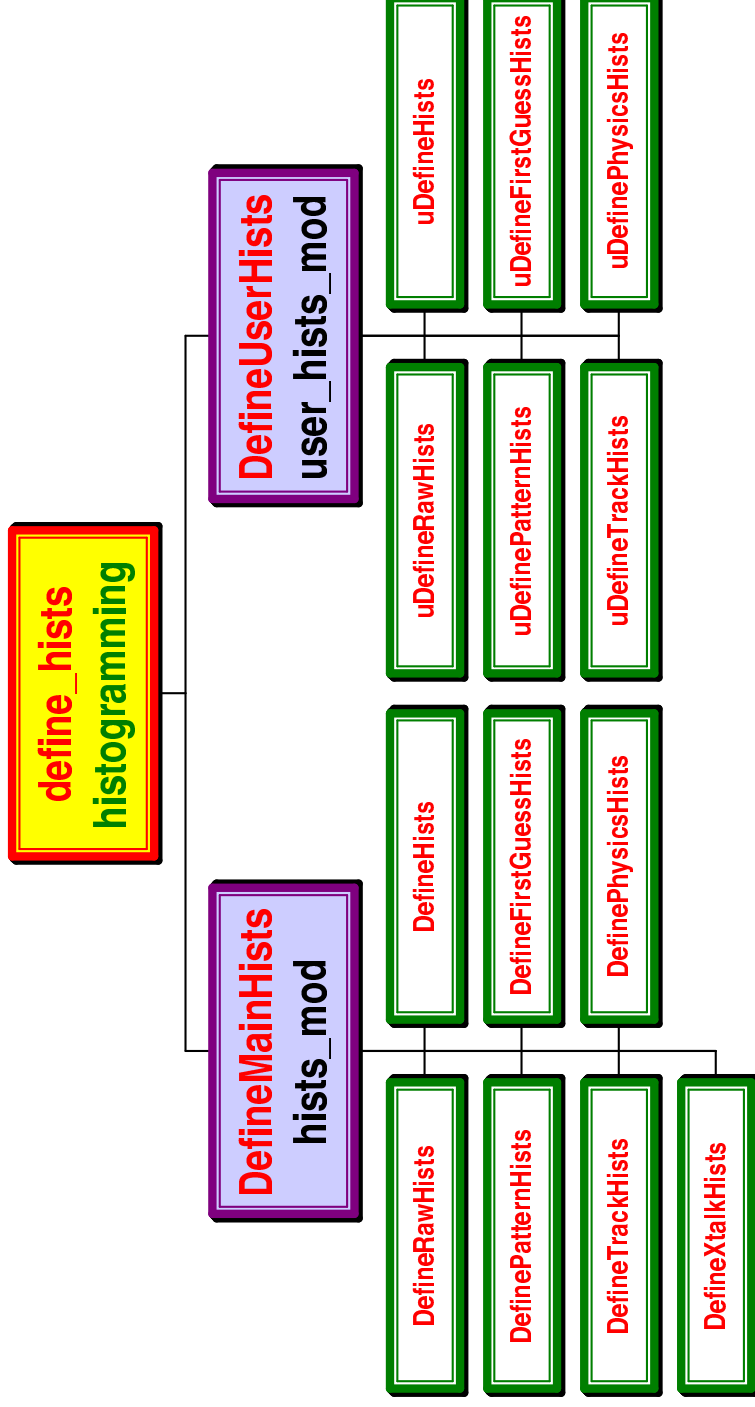 define_hists
histogramming
DefineMainHists
hists_mod
DefineUserHists
user_hists_mod
DefineRawHists
DefineHists
uDefineRawHists
uDefineHists
DefinePatternHists
DefineFirstGuessHists
uDefinePatternHists
uDefineFirstGuessHists
DefineTrackHists
DefinePhysicsHists
uDefineTrackHists
uDefinePhysicsHists
DefineXtalkHists